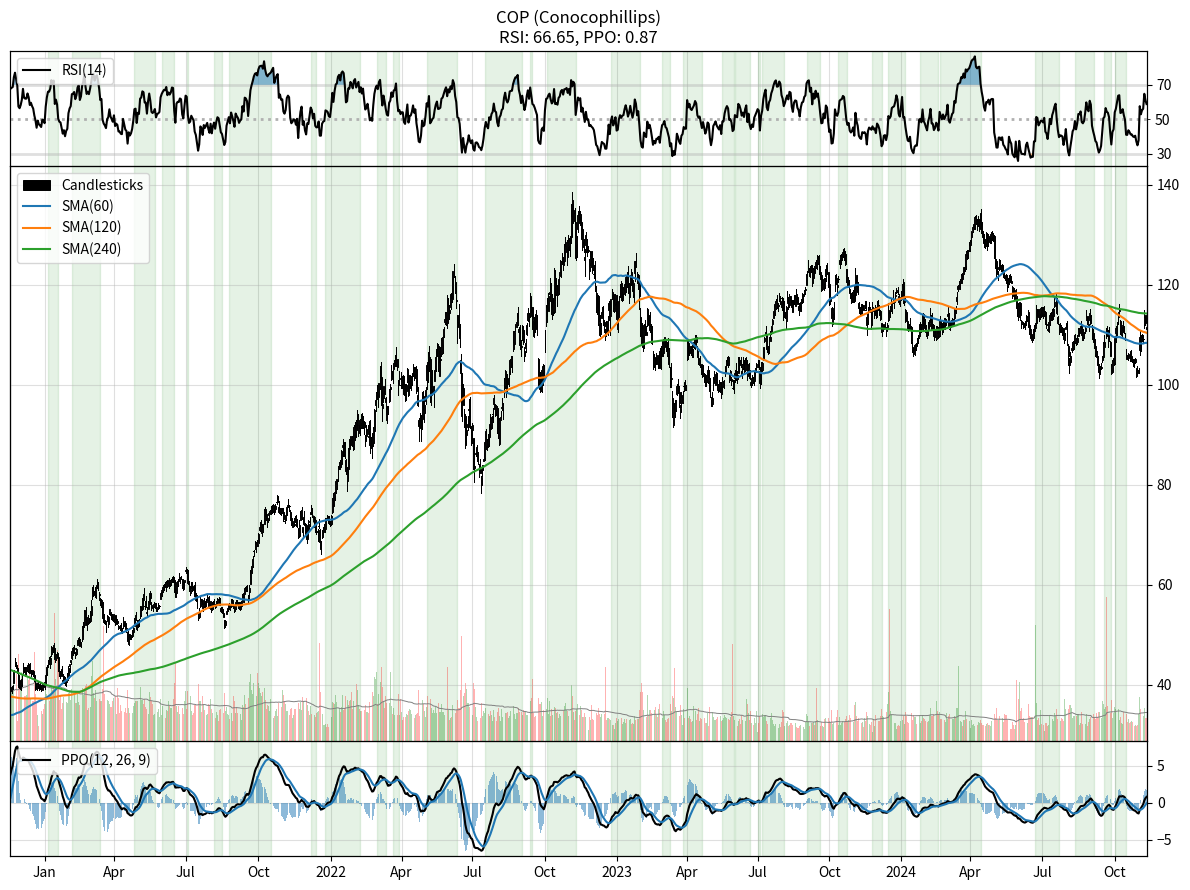 COP (Conocophillips)
RSI: 66.65, PPO: 0.87
RSI(14)
70
50
30
Candlesticks
SMA(60)
SMA(120)
SMA(240)
140
120
100
80
60
40
PPO(12, 26, 9)
5
0
−5
Jan Apr Jul Oct 2022 Apr Jul Oct 2023 Apr Jul Oct 2024 Apr Jul Oct